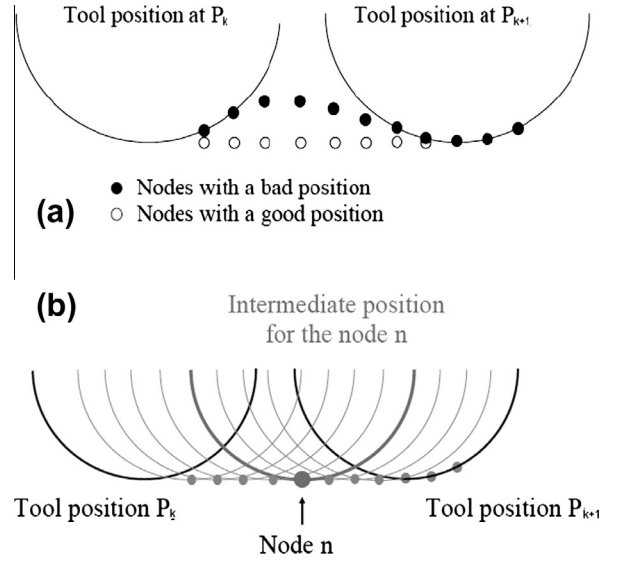 Tool position at Pk
Tool position at Pk+1
Nodes with a bad position
Nodes with a good position
(a)
(b)
Intermediate position
for the node n
Tool position Pk
Tool position Pk+1
Node n